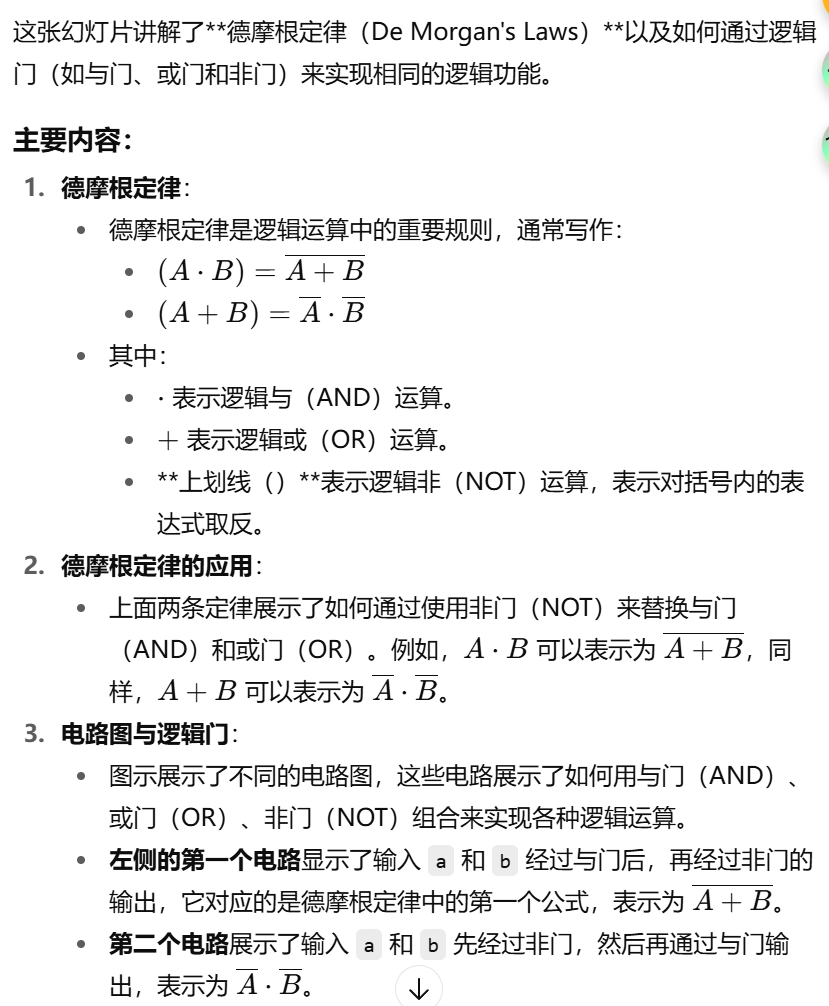 这张幻灯片讲解了**德摩根定律（De Morgan's Laws）**以及如何通过逻辑
门（如与门、或门和非门）来实现相同的逻辑功能。
主要内容：
1. 德摩根定律：
• 德摩根定律是逻辑运算中的重要规则，通常写作：
• $(A \cdot B) = \overline{A + B}$
• $(A + B) = \overline{A} \cdot \overline{B}$
• 其中：
• · 表示逻辑与（AND）运算。
• + 表示逻辑或（OR）运算。
• **上划线（）**表示逻辑非（NOT）运算，表示对括号内的表
达式取反。
2. 德摩根定律的应用：
• 上面两条定律展示了如何通过使用非门（NOT）来替换与门
（AND）和或门（OR）。例如，$A \cdot B$ 可以表示为 $\overline{A + B}$，同
样，$A + B$ 可以表示为 $\overline{A} \cdot \overline{B}$。
3. 电路图与逻辑门：
• 图示展示了不同的电路图，这些电路展示了如何用与门（AND）、
或门（OR）、非门（NOT）组合来实现各种逻辑运算。
• 左侧的第一个电路显示了输入 a 和 b 经过与门后，再经过非门的
输出，它对应的是德摩根定律中的第一个公式，表示为 $\overline{A + B}$。
• 第二个电路展示了输入 a 和 b 先经过非门，然后再通过与门输
出，表示为 $\overline{A} \cdot \overline{B}$。